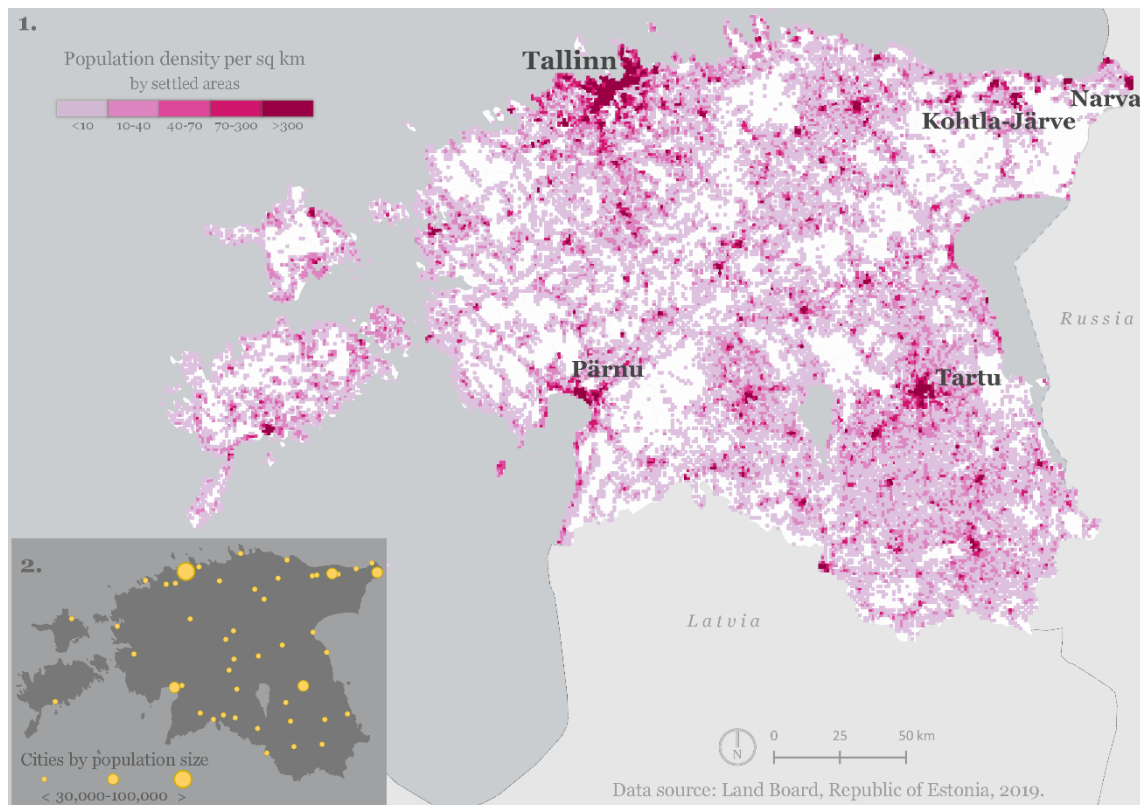 1.
Population density per sq km
by settled areas
<10 10-40 40-70 70-300 >300
Tallinn
Narva
Kohtla-Järve
Russia
Pärnu
Tartu
Latvia
2.
Cities by population size
< 30,000-100,000 >
N
0 25 50 km
Data source: Land Board, Republic of Estonia, 2019.